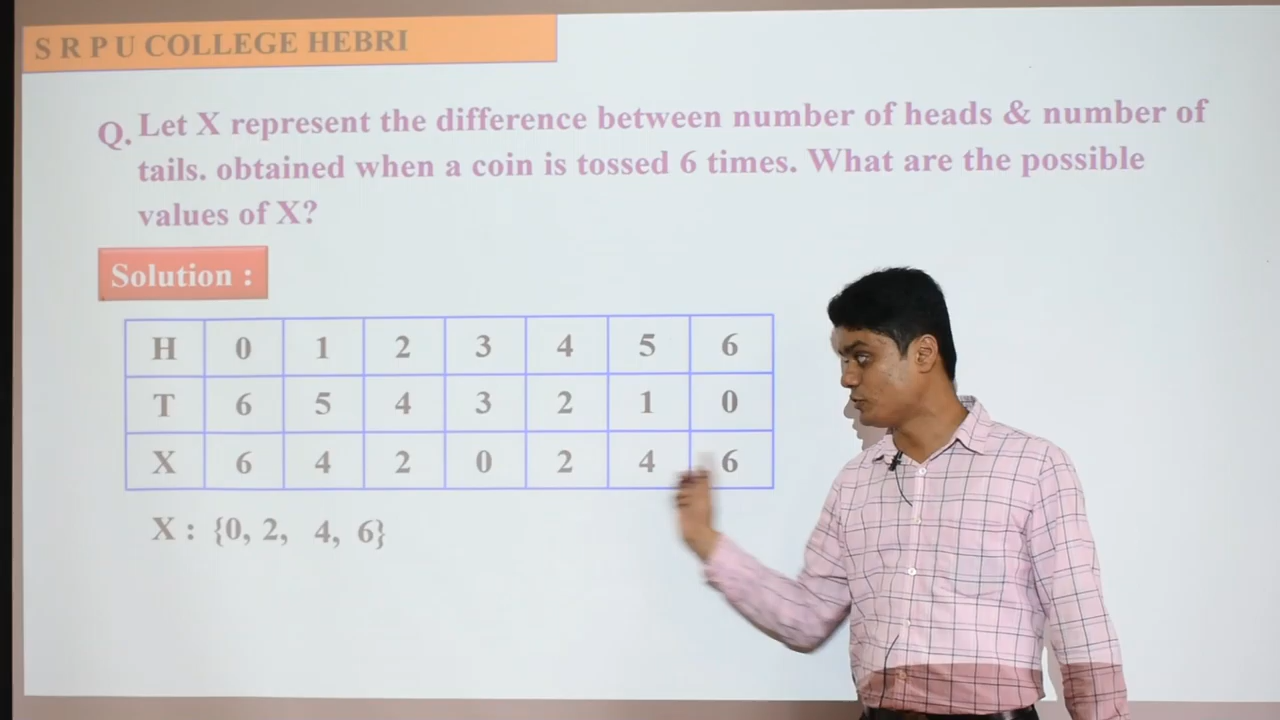 S R P U COLLEGE HEBRI
Q. Let X represent the difference between number of heads & number of
tails. obtained when a coin is tossed 6 times. What are the possible
values of X?
Solution :
H 0 1 2 3 4 5 6
T 6 5 4 3 2 1 0
X 6 4 2 0 2 4 6
X : {0, 2, 4, 6}